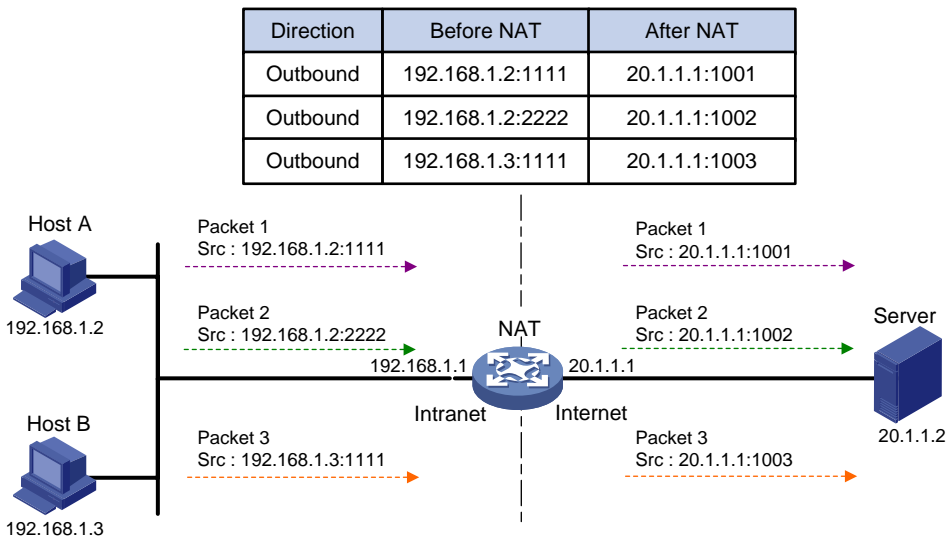 Direction Before NAT After NAT
Outbound 192.168.1.2:1111 20.1.1.1:1001
Outbound 192.168.1.2:2222 20.1.1.1:1002
Outbound 192.168.1.3:1111 20.1.1.1:1003
Host A
192.168.1.2
Packet 1
Src : 192.168.1.2:1111
Packet 1
Src : 20.1.1.1:1001
Packet 2
Src : 192.168.1.2:2222
Packet 2
Src : 20.1.1.1:1002
NAT
Server
192.168.1.1
20.1.1.1
Intranet
Internet
20.1.1.2
Host B
192.168.1.3
Packet 3
Src : 192.168.1.3:1111
Packet 3
Src : 20.1.1.1:1003